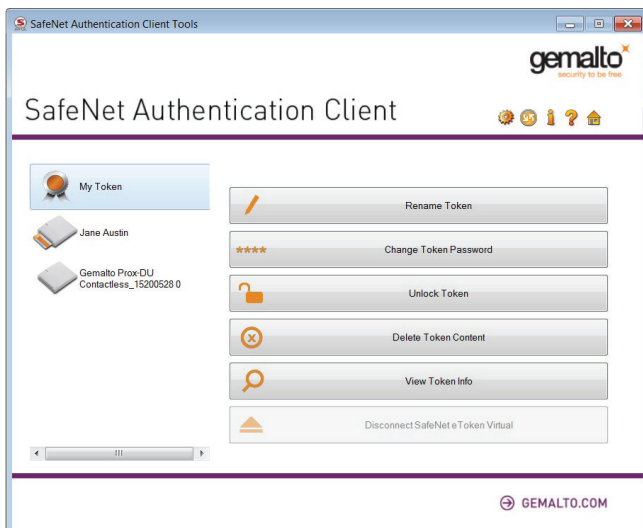 SafeNet Authentication Client Tools
gemalto
security to be free
SafeNet Authentication Client
My Token
Jane Austin
Gemalto Prox-DU
Contactless_15200528 0
Rename Token
**** Change Token Password
Unlock Token
Delete Token Content
View Token Info
Disconnect SafeNet eToken Virtual
GEMALTO.COM